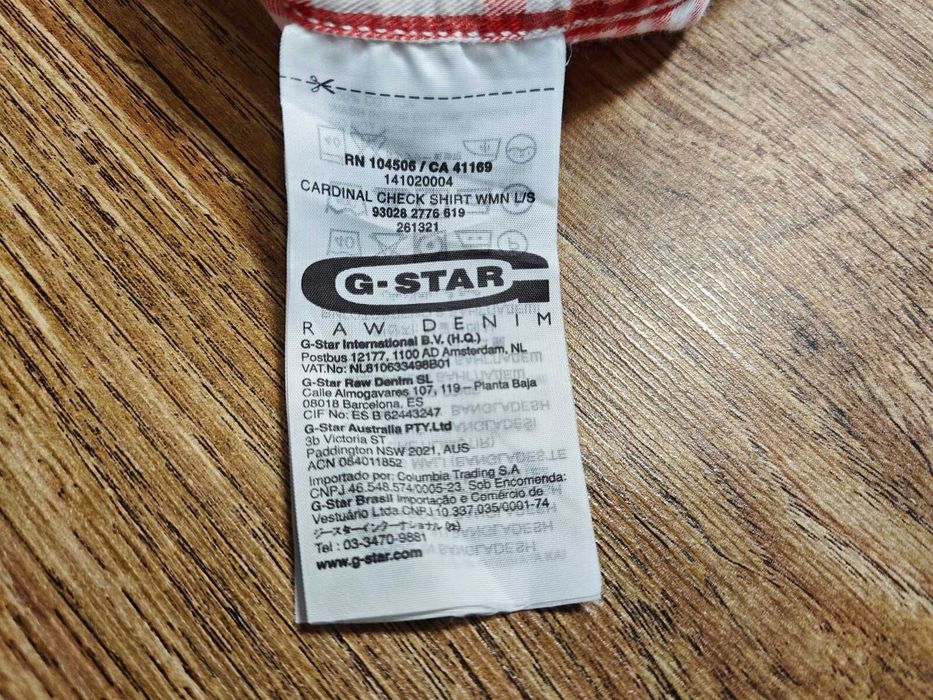 RN 104506 / CA 41169
141020004
CARDINAL CHECK SHIRT WMN L/S
93028 2776 619
261321
G-STAR
RAW DENIM
G-Star International B.V. (H.Q.)
Postbus 12177, 1100 AD Amsterdam, NL
VAT.No: NL810633498B01
G-Star Raw Denim SL
Calle Almogavares 107, 119 – Planta Baja
08018 Barcelona, ES
CIF No: ES B 62443247
G-Star Australia PTY.Ltd
3b Victoria ST
Paddington NSW 2021, AUS
ACN 084011852
Importado por: Columbia Trading S.A
CNPJ 46.548.574/0005-23, Sob Encomenda:
G-Star Brasil Importação e Comércio de
Vestuário Ltda CNPJ 10.337.035/0001-74
ジースターインターナショナル (株)
Tel : 03-3470-9881
www.g-star.com